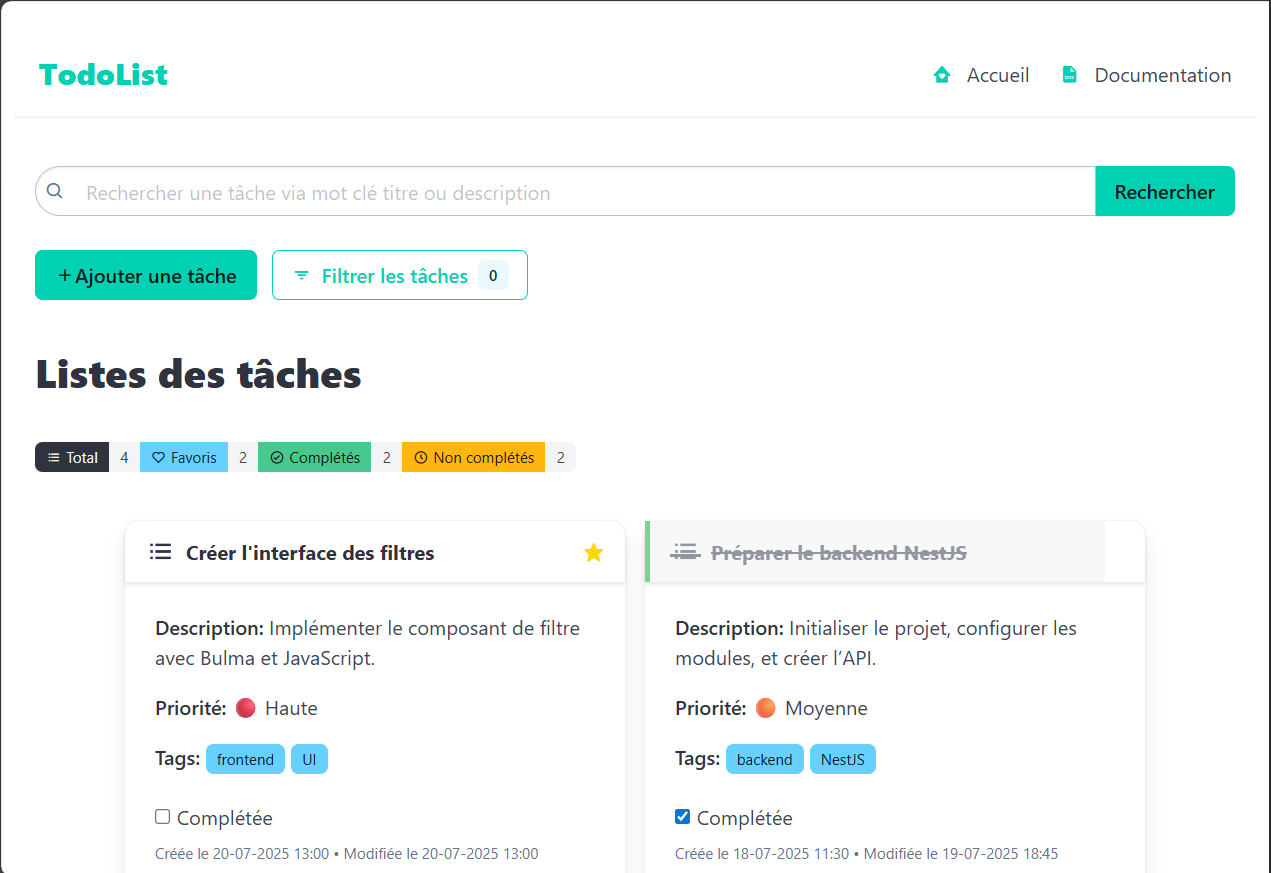 TodoList
Accueil
Documentation
Rechercher une tâche via mot clé titre ou description
Rechercher
+Ajouter une tâche
Filtrer les tâches 0
Listes des tâches
Total 4 Favoris 2 Complétés 2 Non complétés 2
Créer l'interface des filtres
Description: Implémenter le composant de filtre
avec Bulma et JavaScript.
Priorité: Haute
Tags: frontend UI
Complétée
Créée le 20-07-2025 13:00 • Modifiée le 20-07-2025 13:00
Préparer le backend NestJS
Description: Initialiser le projet, configurer les
modules, et créer l’API.
Priorité: Moyenne
Tags: backend NestJS
Complétée
Créée le 18-07-2025 11:30 • Modifiée le 19-07-2025 18:45